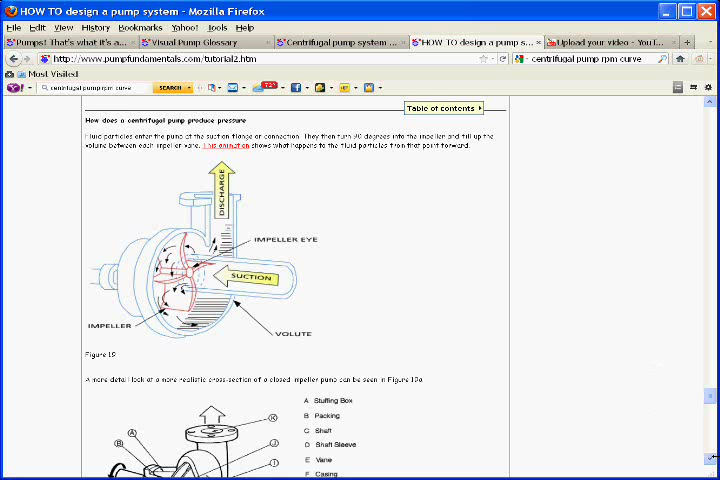 HOW TO design a pump system - Mozilla Firefox
File Edit View History Bookmarks Yahoo! Tools Help
Pumps! That's what it's a...
Visual Pump Glossary
Centrifugal pump system ...
HOW TO design a pump s...
Upload your video - YouT...
http://www.pumpfundamentals.com/tutorial2.htm
centrifugal pump rpm curve
Most Visited
centrifugal pump rpm curve
SEARCH
72°
Table of contents
How does a centrifugal pump produce pressure
Fluid particles enter the pump at the suction flange or connection. They then turn 90 degrees into the impeller and fill up the
volume between each impeller vane. This animation shows what happens to the fluid particles from that point forward.
DISCHARGE
IMPELLER EYE
SUCTION
IMPELLER
VOLUTE
Figure 19
A more detail look at a more realistic cross-section of a closed impeller pump can be seen in Figure 19a
A Stuffing Box
B Packing
C Shaft
D Shaft Sleeve
E Vane
F Casing
K
A
B
J
I